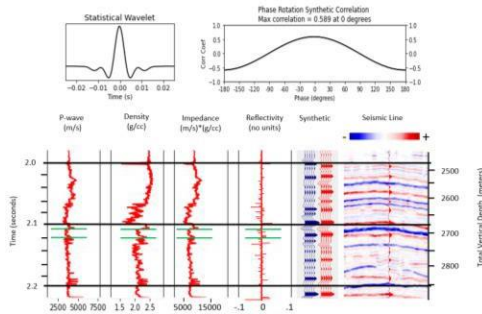 Statistical Wavelet
-0.02 -0.01 0.00 0.01 0.02
Time (s)
Phase Rotation Synthetic Correlation
Max correlation = 0.589 at 0 degrees
Corr Coef
1.0
0.5
0.0
-0.5
-1.0
-180 -150 -120 -90 -60 -30 0 30 60 90 120 150 180
Phase (degrees)
P-wave
(m/s)
Density
(g/cc)
Impedance
(m/s)*(g/cc)
Reflectivity
(no units)
Synthetic
Seismic Line
- +
Time (seconds)
2.0
2.1
2.2
2500
2600
2700
2800
Total Vertical Depth (meters)
2500 5000 7500
1.5 2.0 2.5
5000 15000
-.1 0 .1